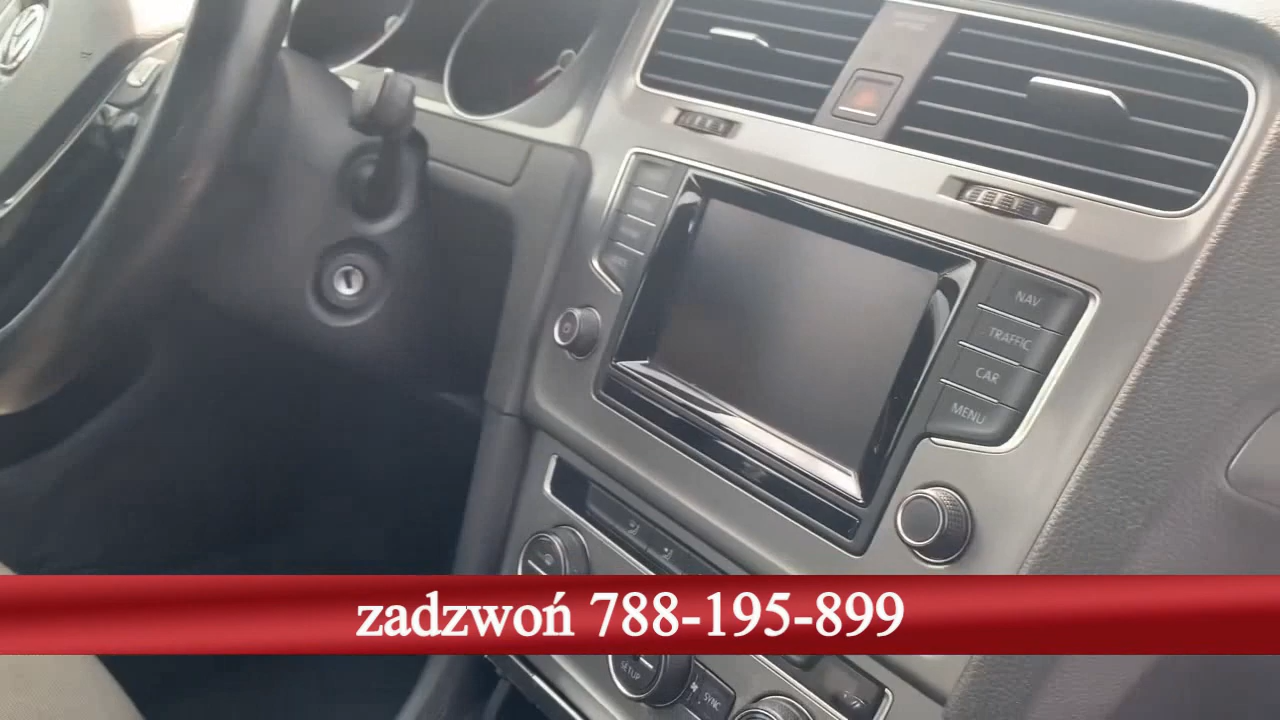 NAV
TRAFFIC
CAR
MENU
zadzwoń 788-195-899
SETUP
SYNC